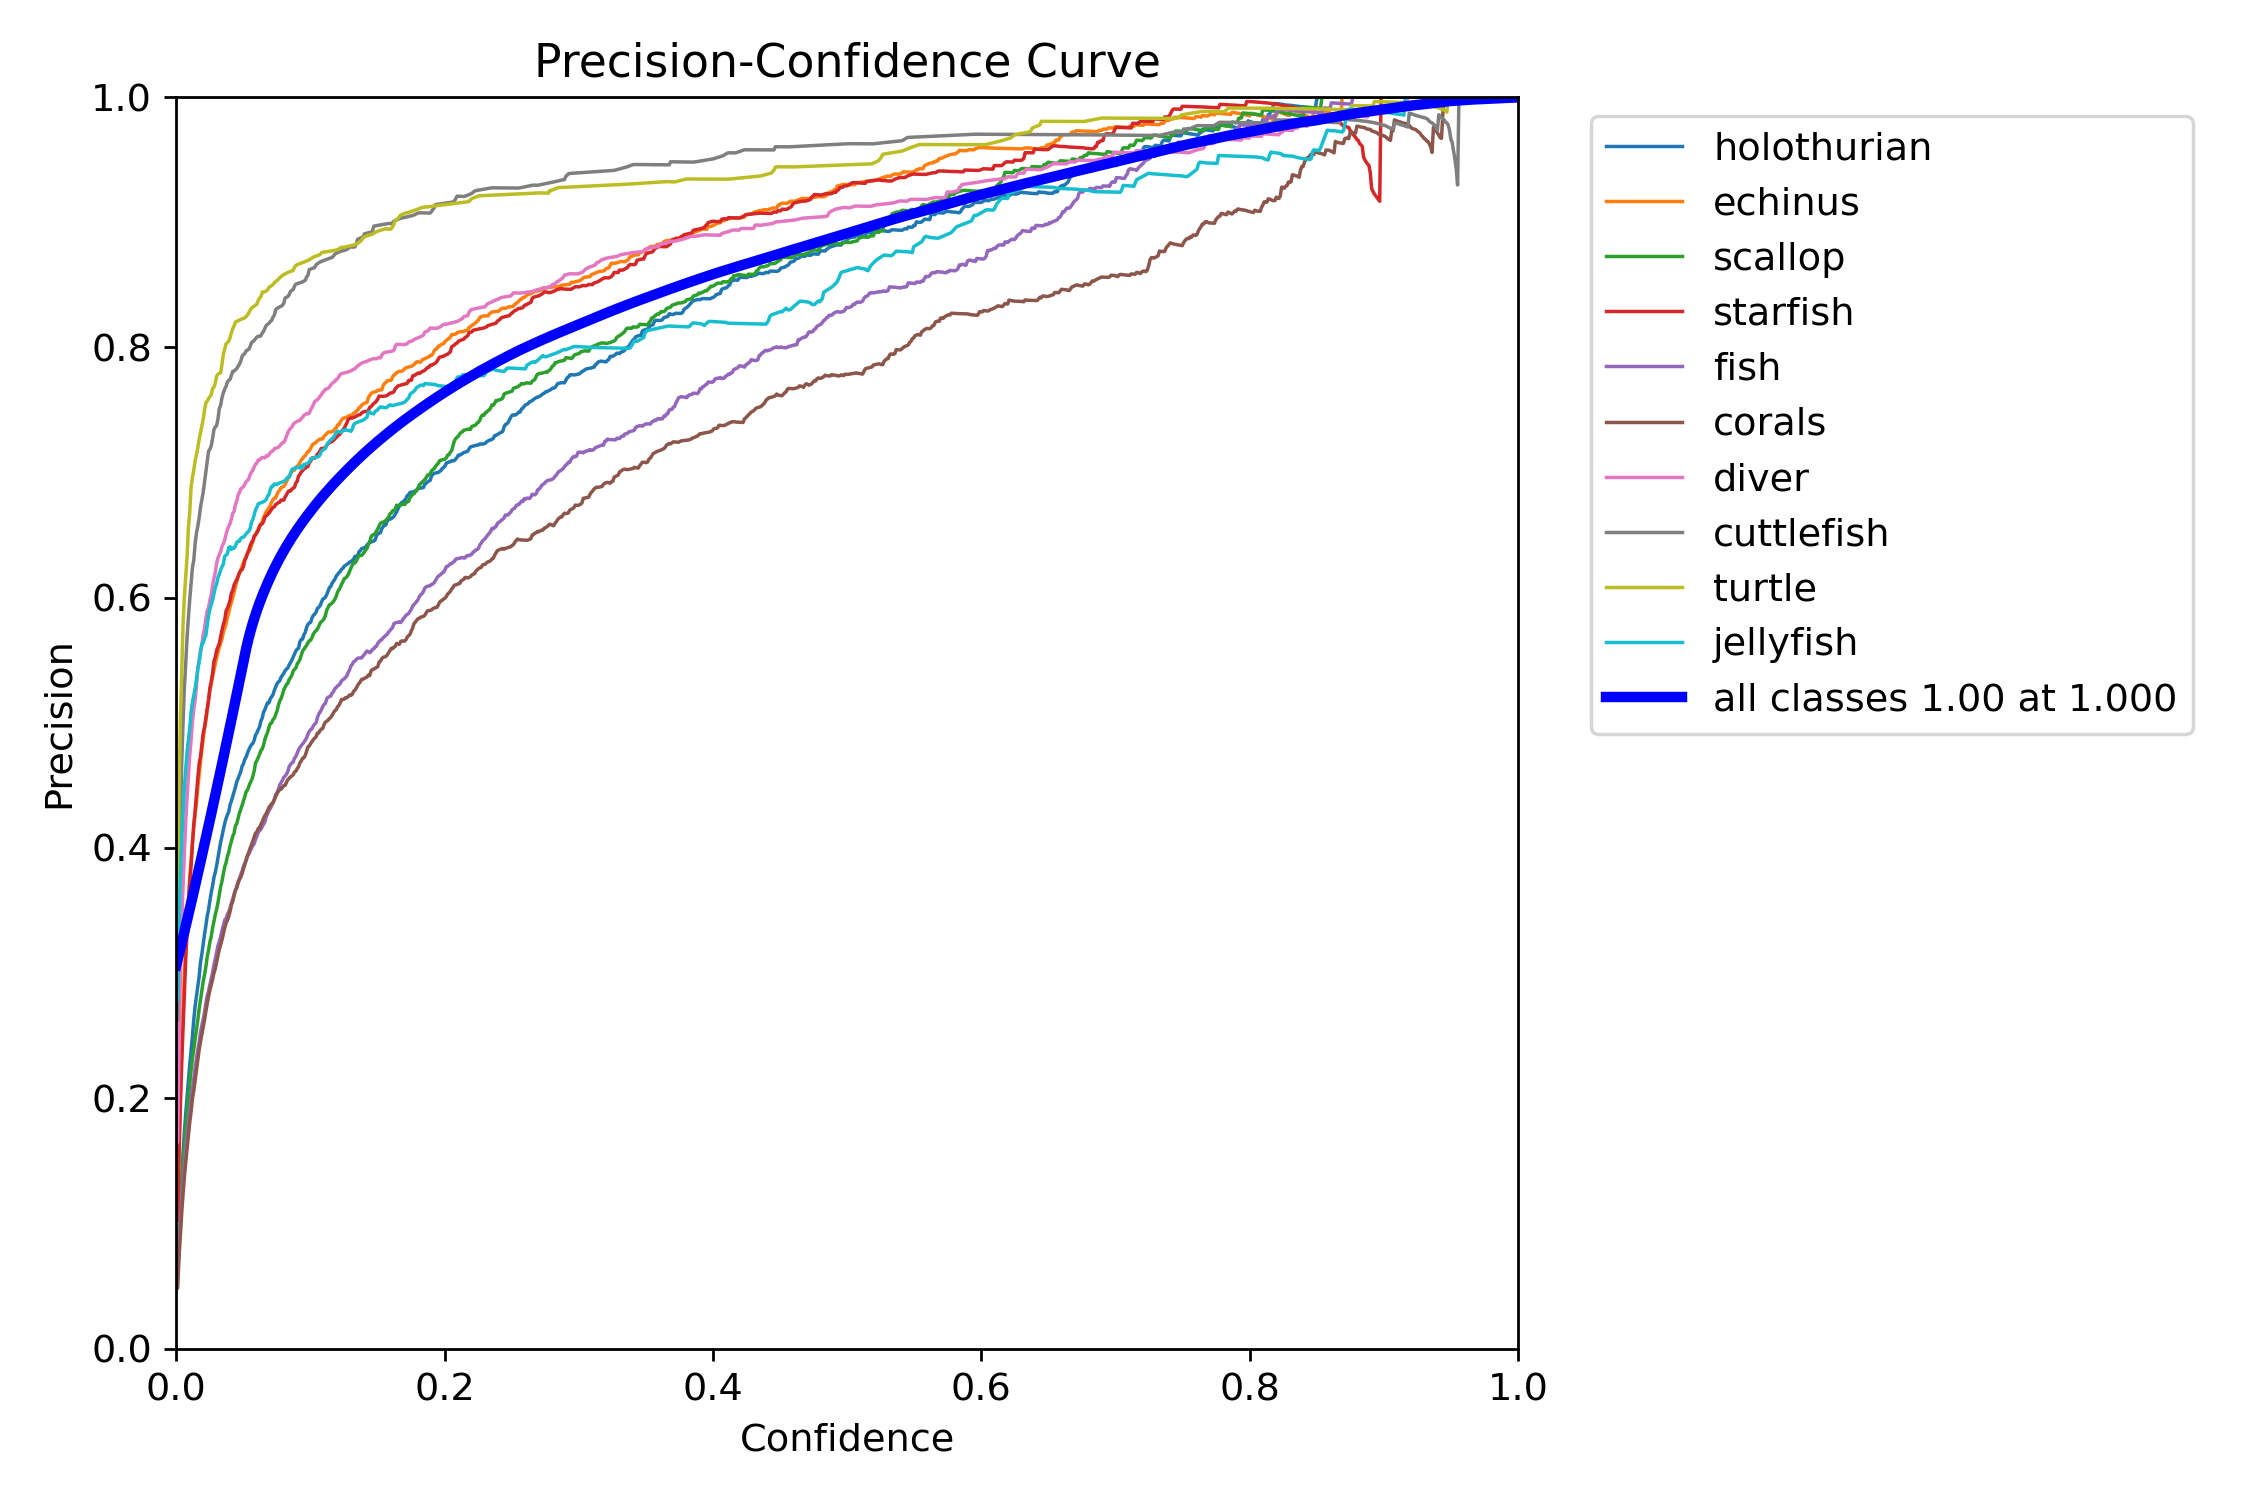 Precision-Confidence Curve
1.0
0.8
0.6
0.4
0.2
0.0
Precision
0.0 0.2 0.4 0.6 0.8 1.0
Confidence
holothurian
echinus
scallop
starfish
fish
corals
diver
cuttlefish
turtle
jellyfish
all classes 1.00 at 1.000